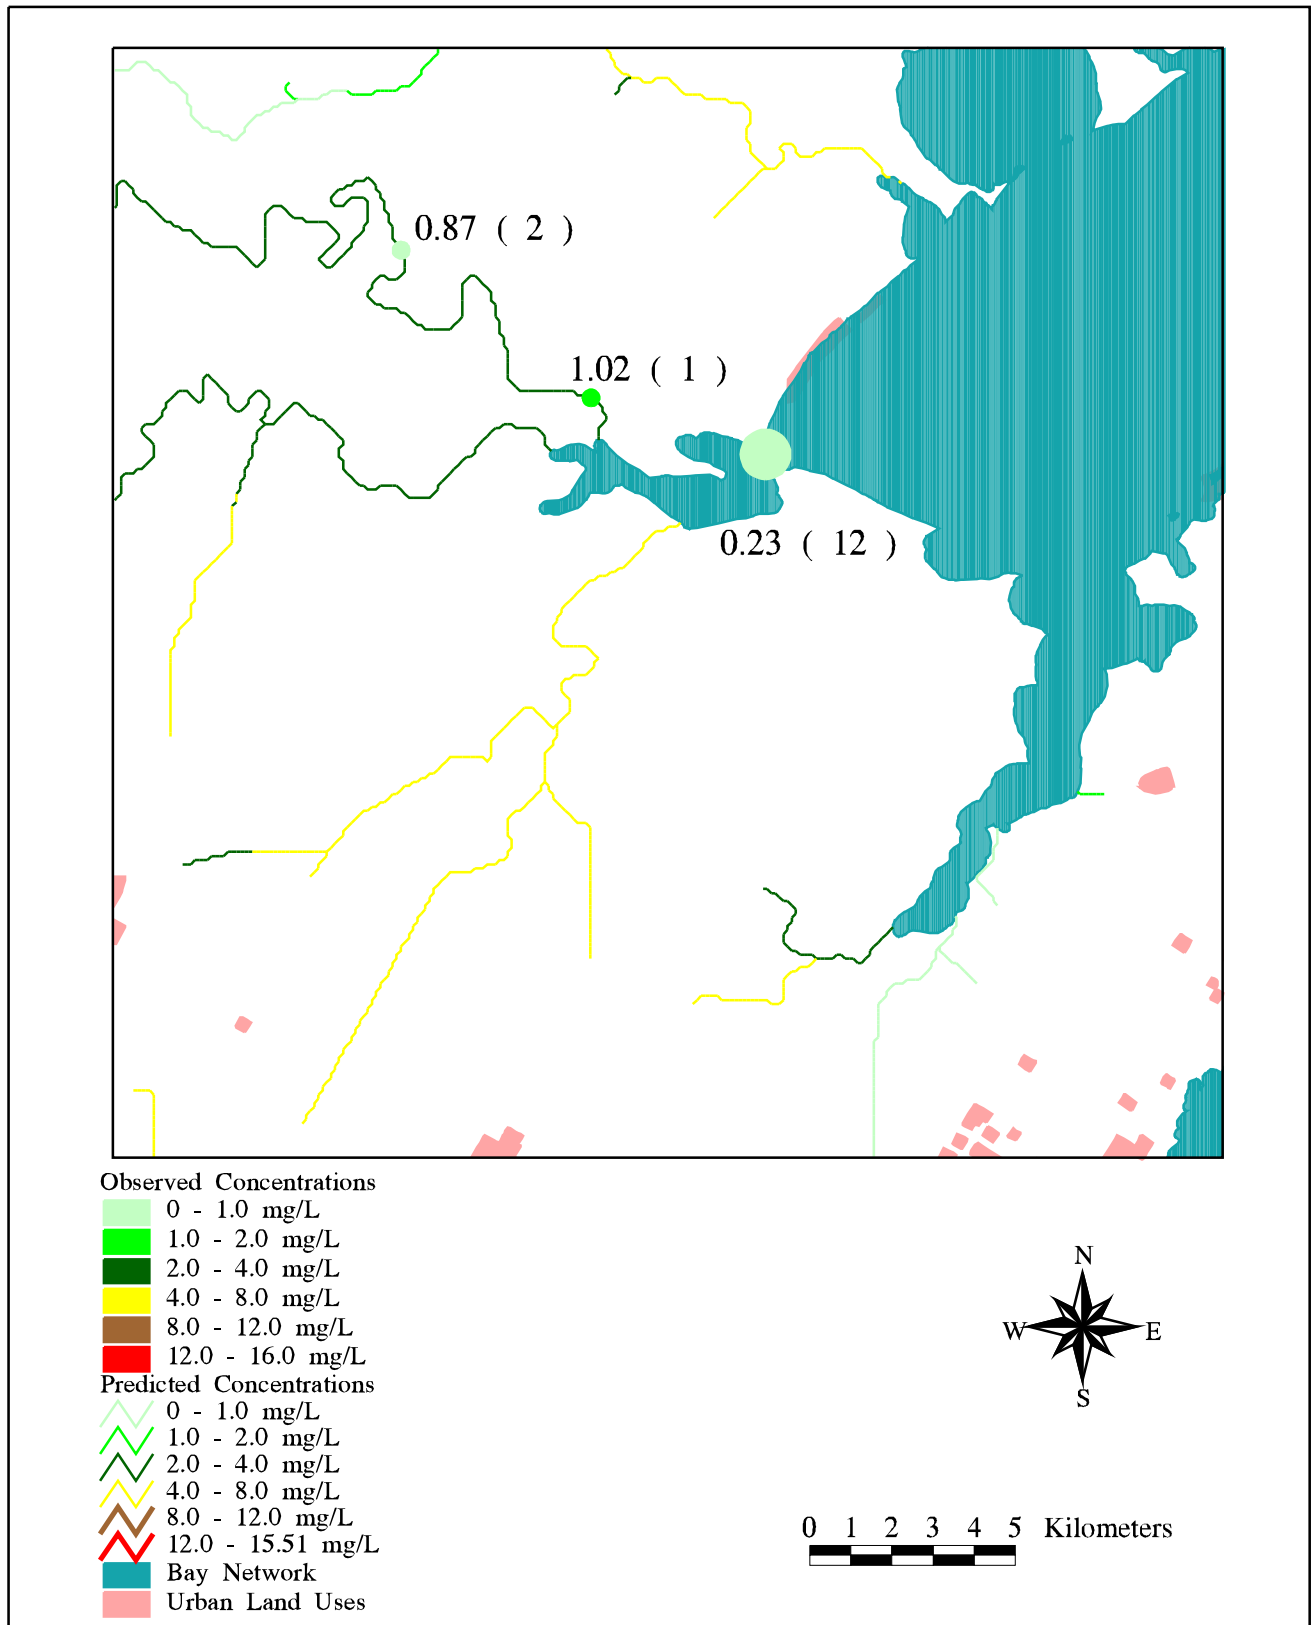 0.87 ( 2 )
1.02 ( 1 )
0.23 ( 12 )
Observed Concentrations
0 - 1.0 mg/L
1.0 - 2.0 mg/L
2.0 - 4.0 mg/L
4.0 - 8.0 mg/L
8.0 - 12.0 mg/L
12.0 - 16.0 mg/L
Predicted Concentrations
0 - 1.0 mg/L
1.0 - 2.0 mg/L
2.0 - 4.0 mg/L
4.0 - 8.0 mg/L
8.0 - 12.0 mg/L
12.0 - 15.51 mg/L
Bay Network
Urban Land Uses
N
W E
S
0 1 2 3 4 5 Kilometers